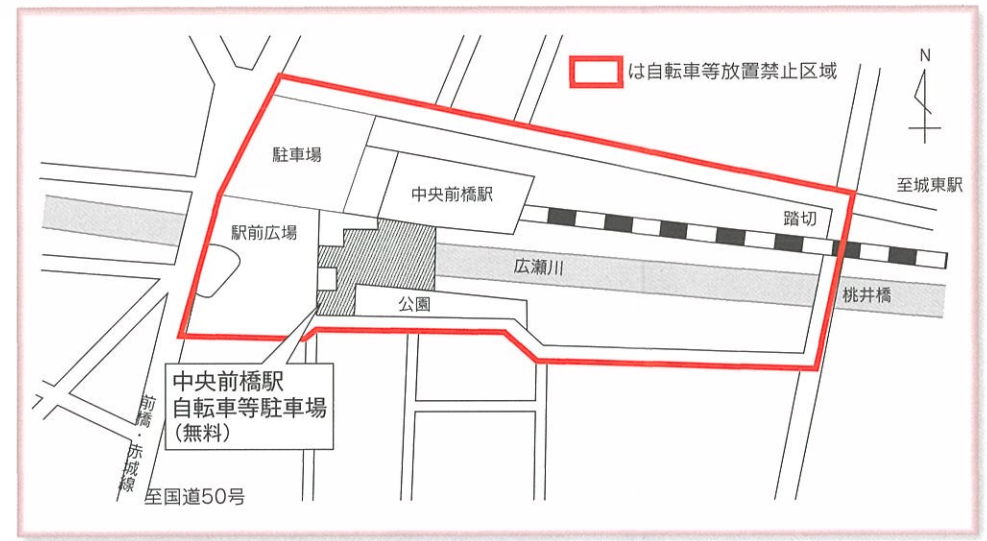 は自転車等放置禁止区域
N
駐車場
中央前橋駅
至城東駅
踏切
駅前広場
広瀬川
桃井橋
公園
中央前橋駅
自転車等駐車場
(無料)
前橋・赤城線
至国道50号